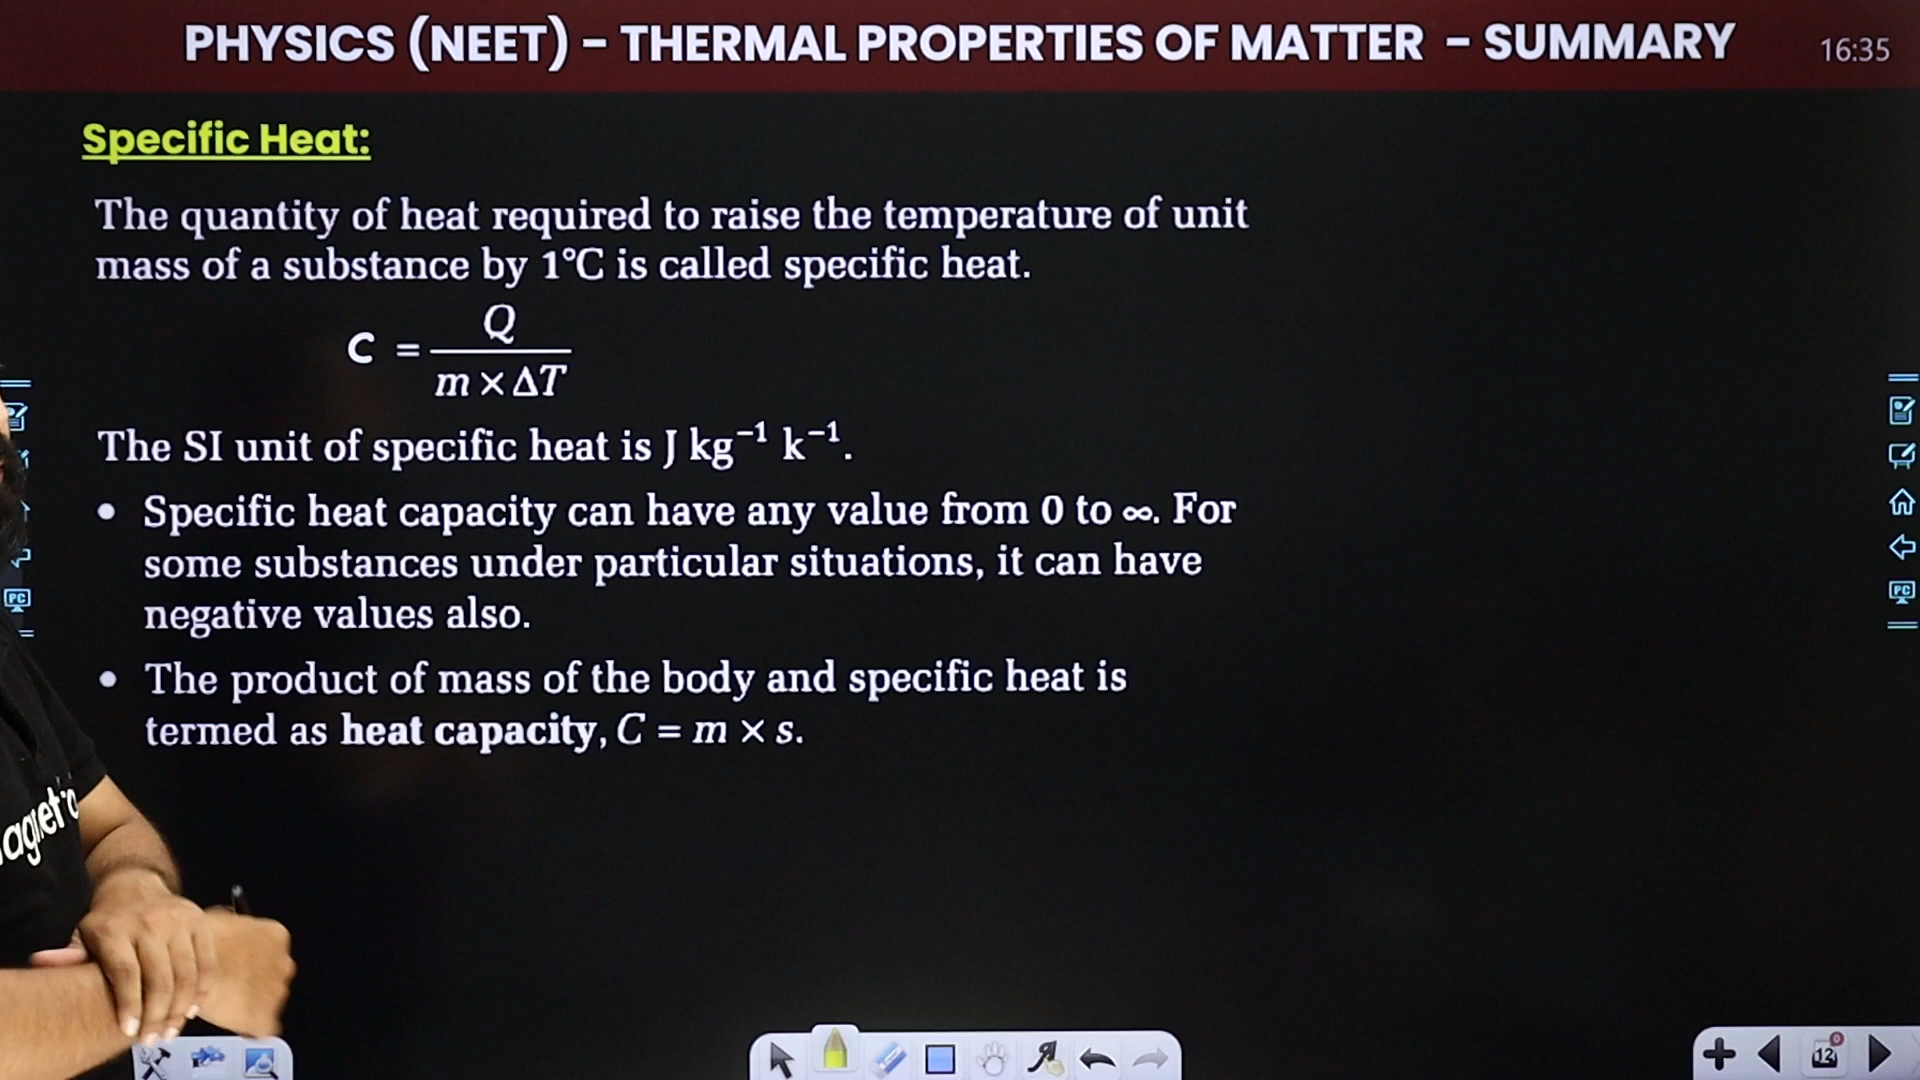 PHYSICS (NEET) – THERMAL PROPERTIES OF MATTER – SUMMARY
16:35
Specific Heat:
The quantity of heat required to raise the temperature of unit
mass of a substance by 1°C is called specific heat.
C = Q / m × ΔT
The SI unit of specific heat is J kg⁻¹ k⁻¹.
• Specific heat capacity can have any value from 0 to ∞. For
some substances under particular situations, it can have
negative values also.
• The product of mass of the body and specific heat is
termed as heat capacity, C = m × s.
PC
PC
12
0